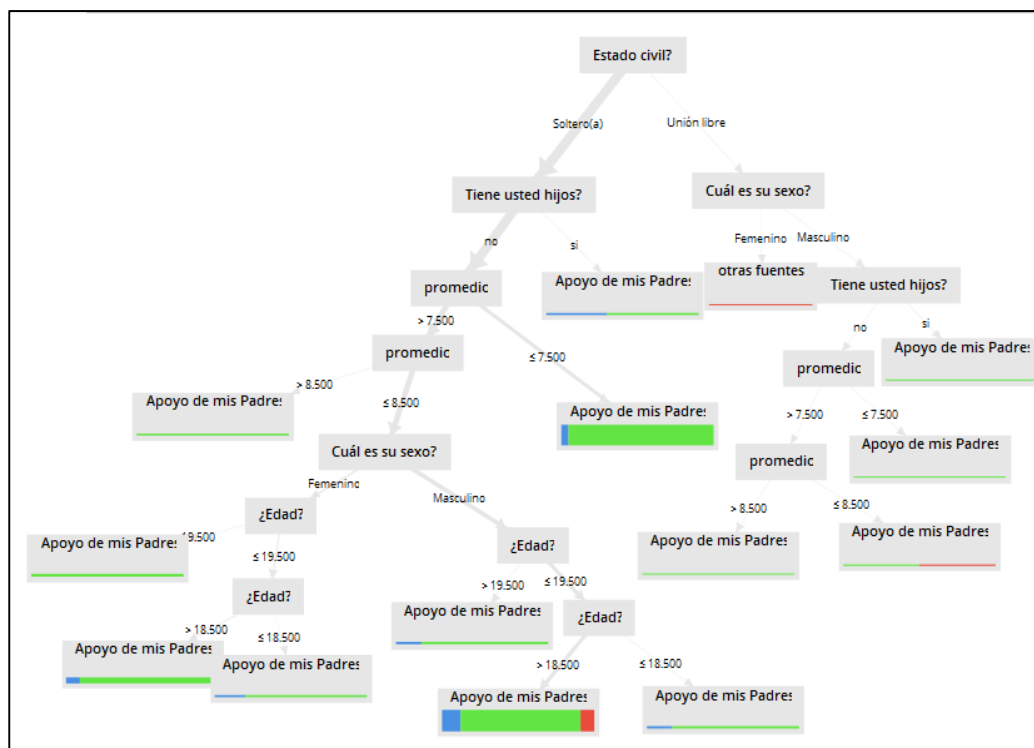 Estado civil?
Soltero(a)
Unión libre
Tiene usted hijos?
Cuál es su sexo?
no
si
Femenino
Masculino
promedic
Apoyo de mis Padres
otras fuentes
Tiene usted hijos?
> 7.500
≤ 7.500
no
si
promedic
promedic
Apoyo de mis Padres
> 8.500
≤ 8.500
> 7.500
≤ 7.500
Apoyo de mis Padres
Apoyo de mis Padres
Cuál es su sexo?
promedic
Apoyo de mis Padres
Femenino
Masculino
> 8.500
≤ 8.500
¿Edad?
¿Edad?
Apoyo de mis Padres
Apoyo de mis Padres
19.500
≤ 19.500
> 19.500
≤ 19.500
Apoyo de mis Padres
¿Edad?
Apoyo de mis Padres
¿Edad?
> 18.500
≤ 18.500
> 18.500
≤ 18.500
Apoyo de mis Padres
Apoyo de mis Padres
Apoyo de mis Padres
Apoyo de mis Padres